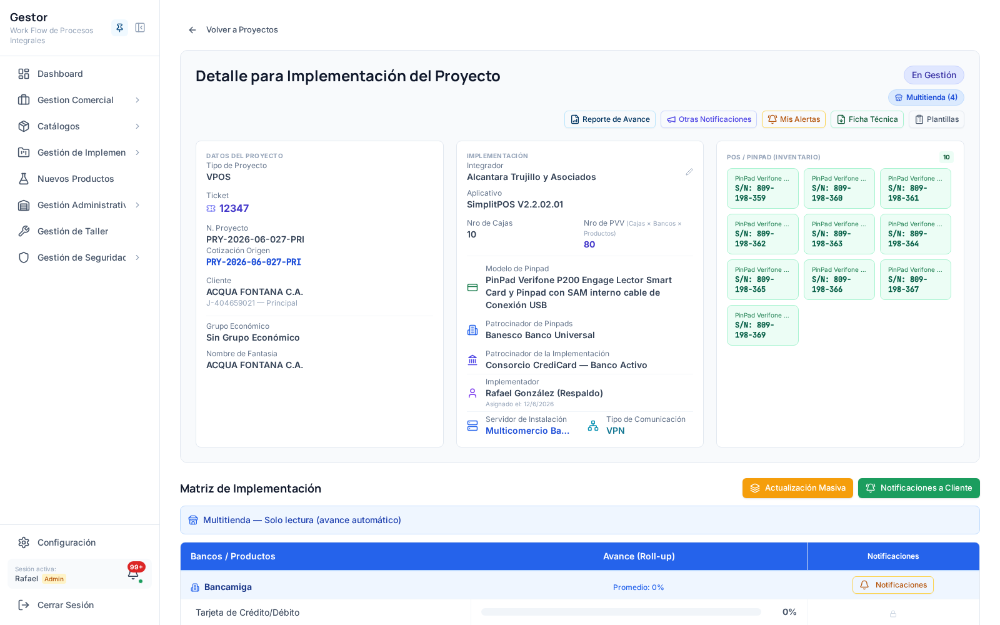 Gestor
Work Flow de Procesos
Integrales
Dashboard
Gestion Comercial
Catálogos
Gestión de Implemen
Nuevos Productos
Gestión Administrativ
Gestión de Taller
Gestión de Seguridad
Configuración
Sesión activa:
Rafael Admin
99+
Cerrar Sesión
Volver a Proyectos
Detalle para Implementación del Proyecto
En Gestión
Multitienda (4)
Reporte de Avance
Otras Notificaciones
Mis Alertas
Ficha Técnica
Plantillas
DATOS DEL PROYECTO
Tipo de Proyecto
VPOS
Ticket
12347
N. Proyecto
PRY-2026-06-027-PRI
Cotización Origen
PRY-2026-06-027-PRI
Cliente
ACQUA FONTANA C.A.
J-404659021 — Principal
Grupo Económico
Sin Grupo Económico
Nombre de Fantasía
ACQUA FONTANA C.A.
IMPLEMENTACIÓN
Integrador
Alcantara Trujillo y Asociados
Aplicativo
SimplitPOS V2.2.02.01
Nro de Cajas
10
Nro de PVV (Cajas × Bancos ×
Productos)
80
Modelo de Pinpad
PinPad Verifone P200 Engage Lector Smart
Card y Pinpad con SAM interno cable de
Conexión USB
Patrocinador de Pinpads
Banesco Banco Universal
Patrocinador de la Implementación
Consorcio CrediCard — Banco Activo
Implementador
Rafael González (Respaldo)
Asignado el: 12/6/2026
Servidor de Instalación
Multicomercio Ba...
Tipo de Comunicación
VPN
POS / PINPAD (INVENTARIO)
10
PinPad Verifone ...
S/N: 809-
198-359
PinPad Verifone ...
S/N: 809-
198-360
PinPad Verifone ...
S/N: 809-
198-361
PinPad Verifone ...
S/N: 809-
198-362
PinPad Verifone ...
S/N: 809-
198-363
PinPad Verifone ...
S/N: 809-
198-364
PinPad Verifone ...
S/N: 809-
198-365
PinPad Verifone ...
S/N: 809-
198-366
PinPad Verifone ...
S/N: 809-
198-367
PinPad Verifone ...
S/N: 809-
198-369
Matriz de Implementación
Actualización Masiva
Notificaciones a Cliente
Multitienda — Solo lectura (avance automático)
Bancos / Productos
Avance (Roll-up)
Notificaciones
Bancamiga
Promedio: 0%
Notificaciones
Tarjeta de Crédito/Débito
0%